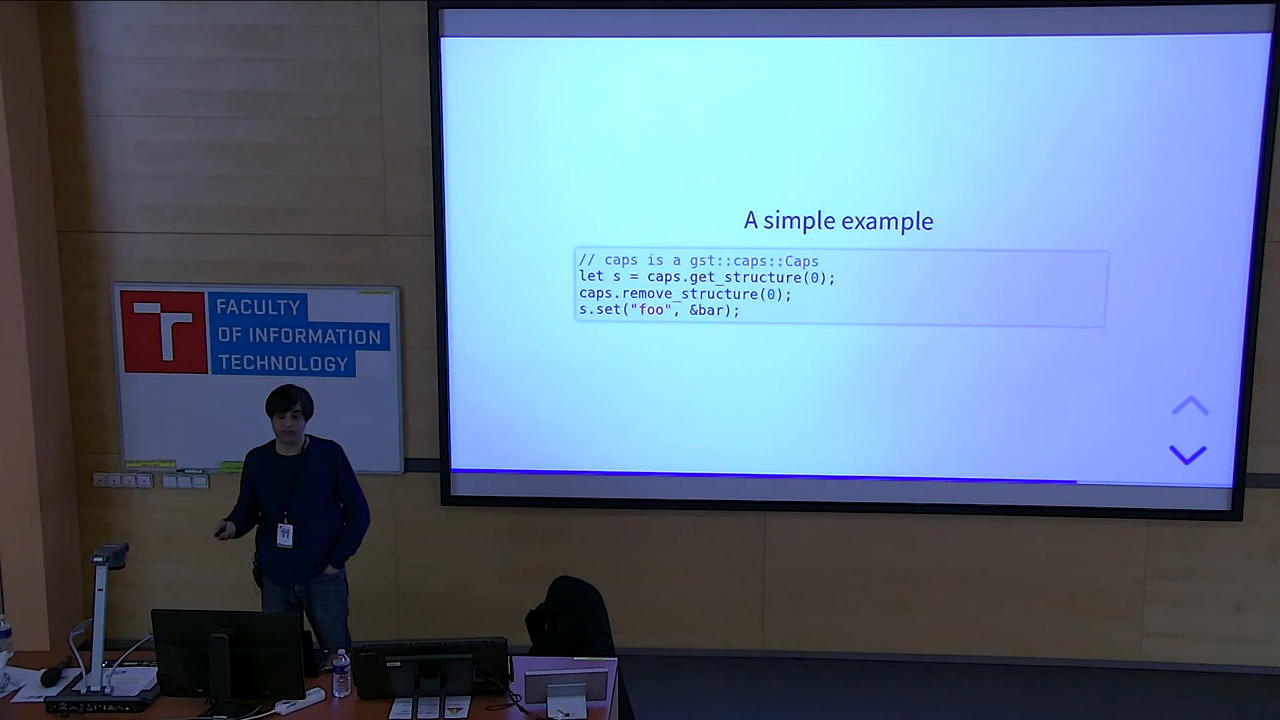 A simple example
// caps is a gst::caps::Caps
let s = caps.get_structure(0);
caps.remove_structure(0);
s.set("foo", &bar);
FACULTY
OF INFORMATION
TECHNOLOGY